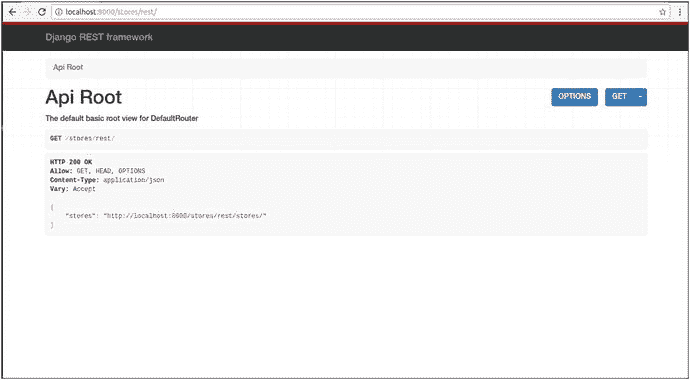 localhost:8000/stores/rest/
Django REST framework
Api Root
Api Root
OPTIONS
GET
The default basic root view for DefaultRouter
GET /stores/rest/
HTTP 200 OK
Allow: GET, HEAD, OPTIONS
Content-Type: application/json
Vary: Accept
{
"stores": "http://localhost:8000/stores/rest/stores/"
}